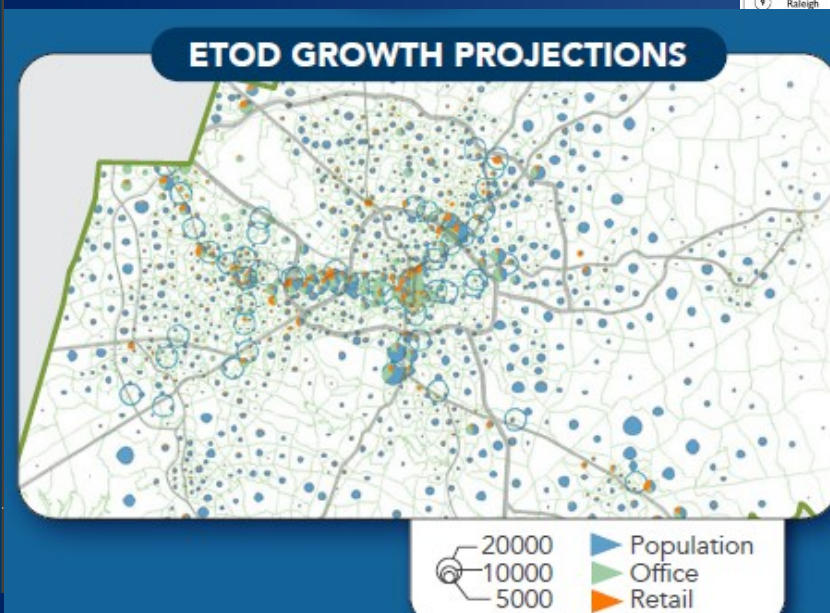 Raleigh
ETOD GROWTH PROJECTIONS
20000
10000
5000
Population
Office
Retail